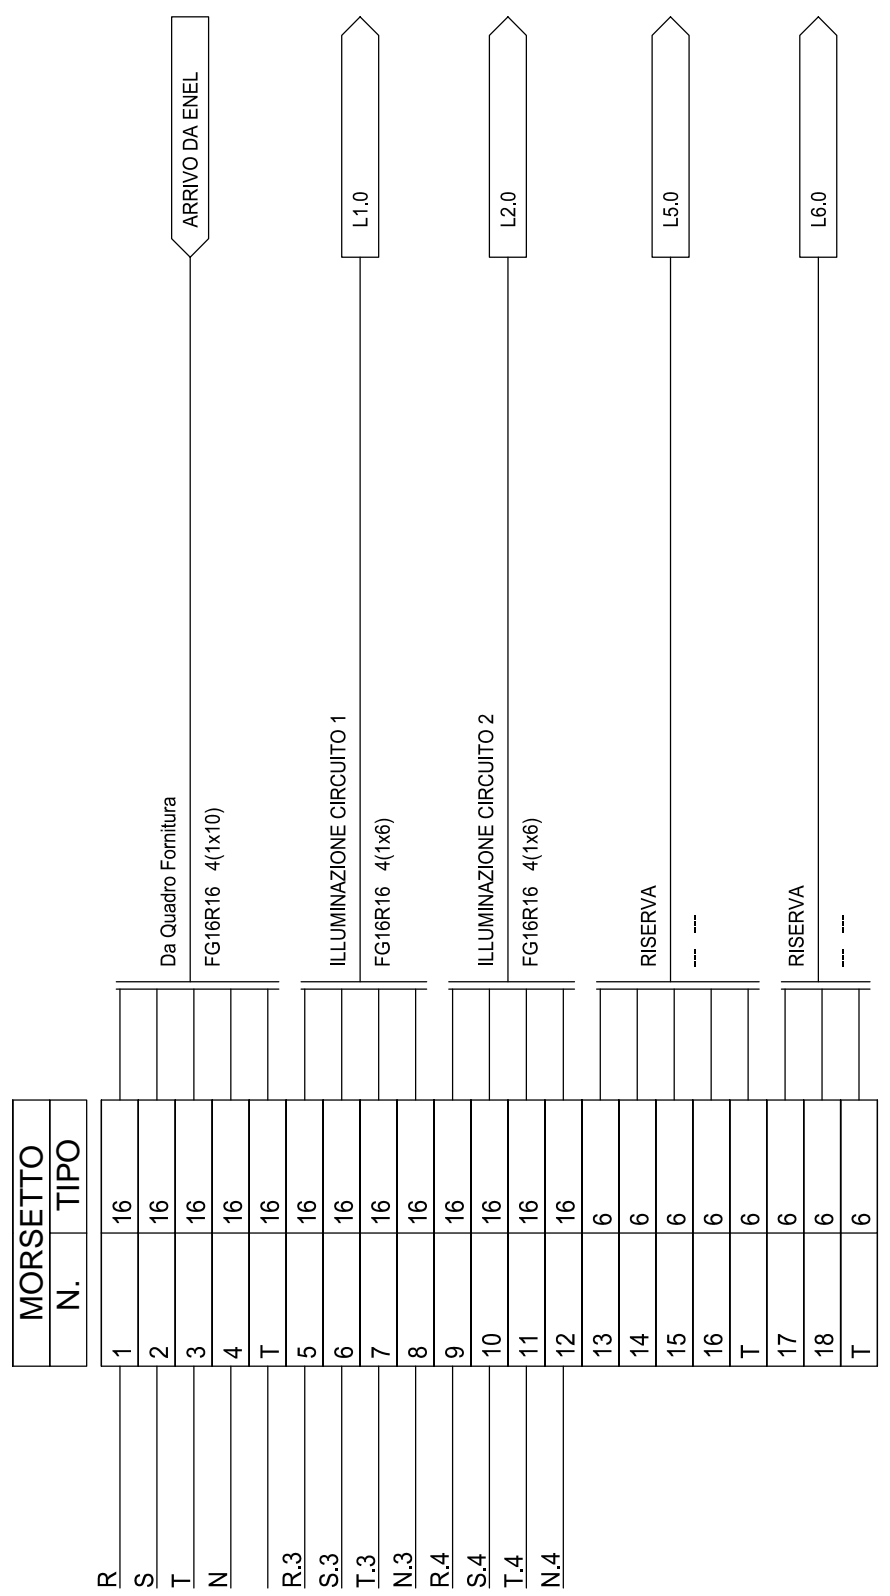 MORSETTO
N. TIPO
R 1 16
S 2 16
T 3 16
N 4 16
T 16
R.3 5 16
S.3 6 16
T.3 7 16
N.3 8 16
R.4 9 16
S.4 10 16
T.4 11 16
N.4 12 16
13 6
14 6
15 6
16 6
T 6
17 6
18 6
T 6
Da Quadro Fornitura
FG16R16 4(1x10)
ARRIVO DA ENEL
ILLUMINAZIONE CIRCUITO 1
FG16R16 4(1x6)
L1.0
ILLUMINAZIONE CIRCUITO 2
FG16R16 4(1x6)
L2.0
RISERVA
--- ---
L5.0
RISERVA
--- ---
L6.0